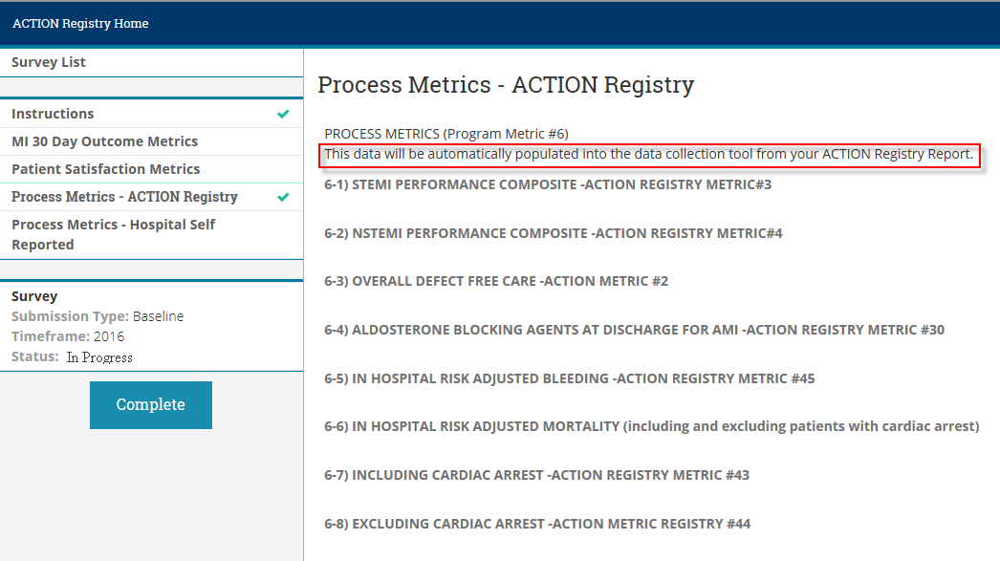 ACTION Registry Home
Survey List
Instructions
MI 30 Day Outcome Metrics
Patient Satisfaction Metrics
Process Metrics - ACTION Registry
Process Metrics - Hospital Self
Reported
Survey
Submission Type: Baseline
Timeframe: 2016
Status: In Progress
Complete
Process Metrics - ACTION Registry
PROCESS METRICS (Program Metric #6)
This data will be automatically populated into the data collection tool from your ACTION Registry Report.
6-1) STEMI PERFORMANCE COMPOSITE -ACTION REGISTRY METRIC#3
6-2) NSTEMI PERFORMANCE COMPOSITE -ACTION REGISTRY METRIC#4
6-3) OVERALL DEFECT FREE CARE -ACTION METRIC #2
6-4) ALDOSTERONE BLOCKING AGENTS AT DISCHARGE FOR AMI -ACTION REGISTRY METRIC #30
6-5) IN HOSPITAL RISK ADJUSTED BLEEDING -ACTION REGISTRY METRIC #45
6-6) IN HOSPITAL RISK ADJUSTED MORTALITY (including and excluding patients with cardiac arrest)
6-7) INCLUDING CARDIAC ARREST -ACTION REGISTRY METRIC #43
6-8) EXCLUDING CARDIAC ARREST -ACTION METRIC REGISTRY #44